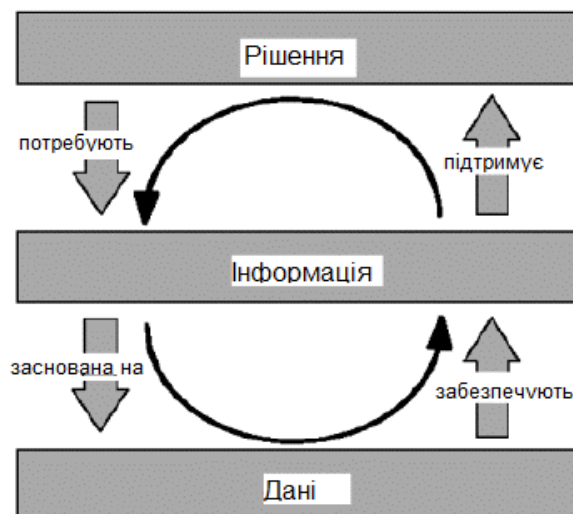 Рішення
потребують
підтримує
Інформація
заснована на
забезпечують
Дані